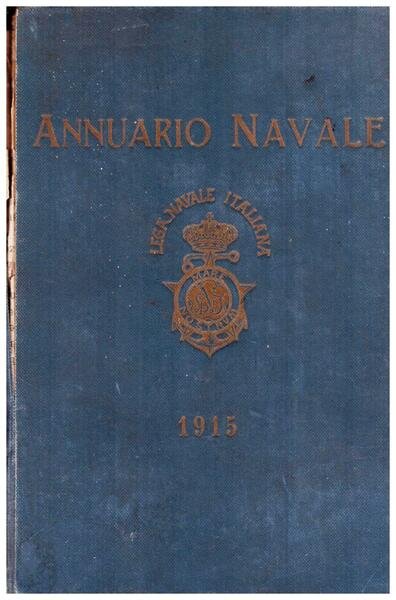 ANNUARIO NAVALE
LEGA NAVALE ITALIANA
MARE
NOSTRUM
1915